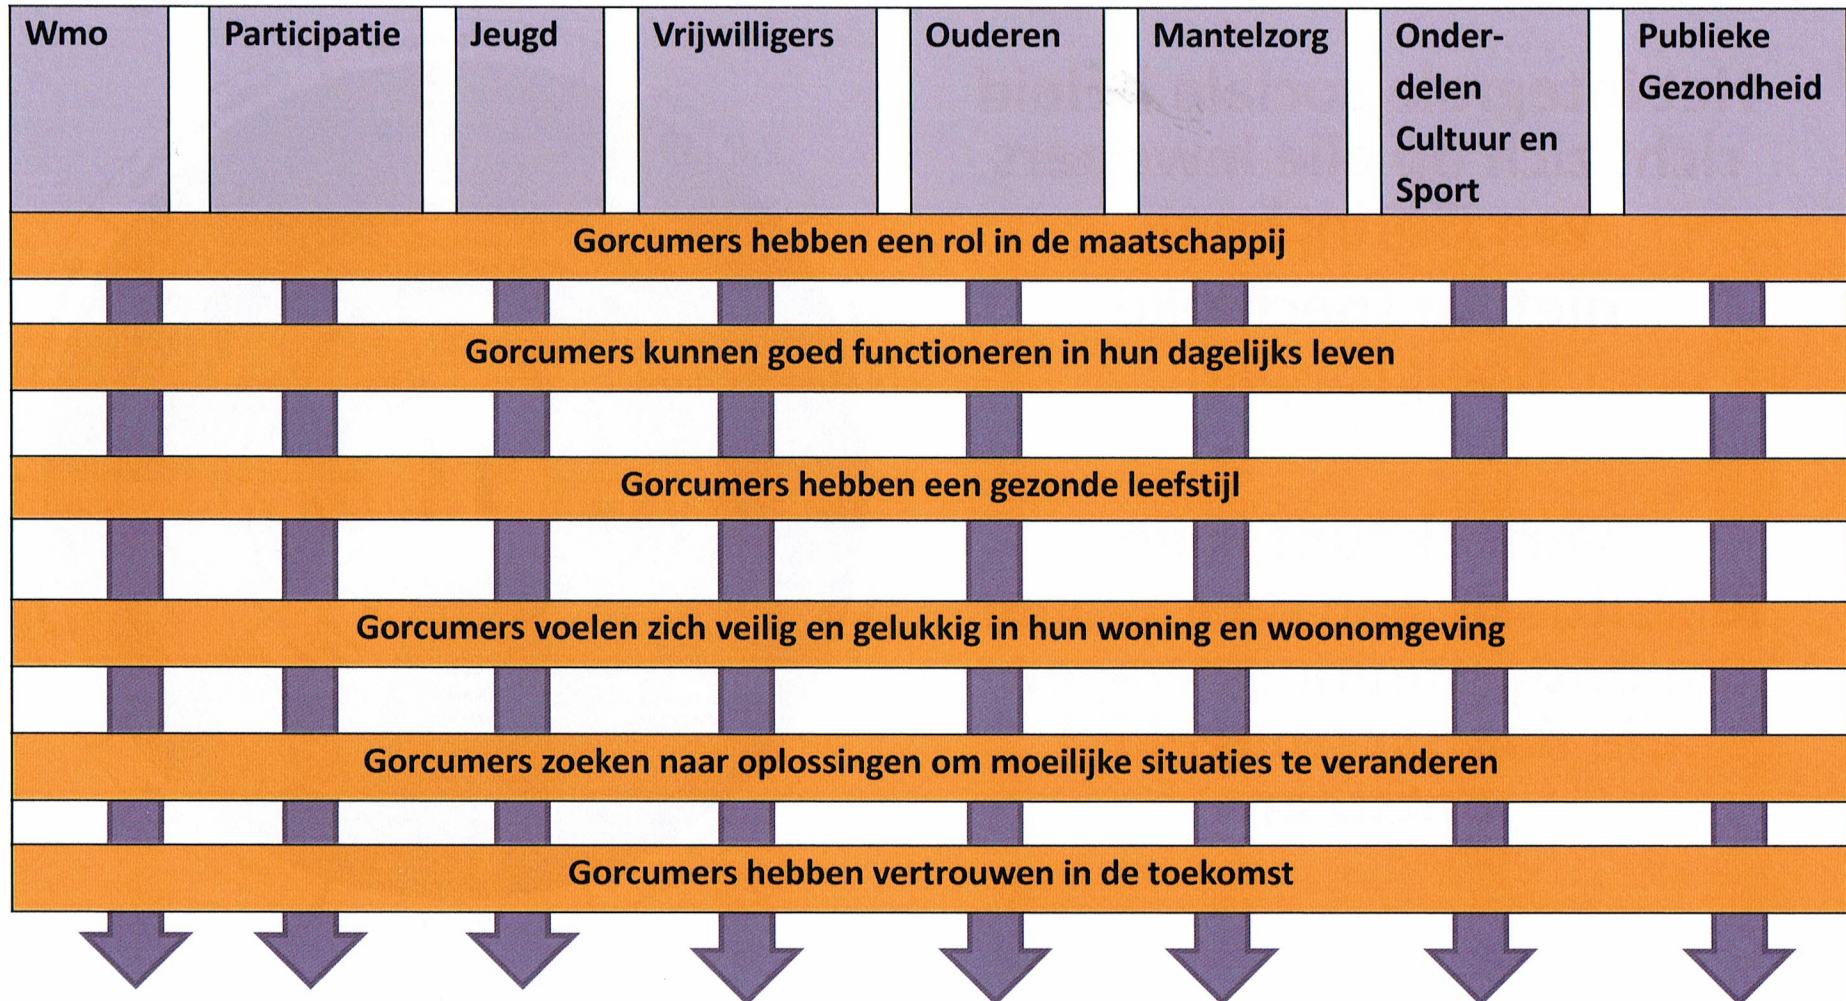 Wmo
Participatie
Jeugd
Vrijwilligers
Ouderen
Mantelzorg
Onder-
delen
Cultuur en
Sport
Publieke
Gezondheid
Gorcumers hebben een rol in de maatschappij
Gorcumers kunnen goed functioneren in hun dagelijks leven
Gorcumers hebben een gezonde leefstijl
Gorcumers voelen zich veilig en gelukkig in hun woning en woonomgeving
Gorcumers zoeken naar oplossingen om moeilijke situaties te veranderen
Gorcumers hebben vertrouwen in de toekomst